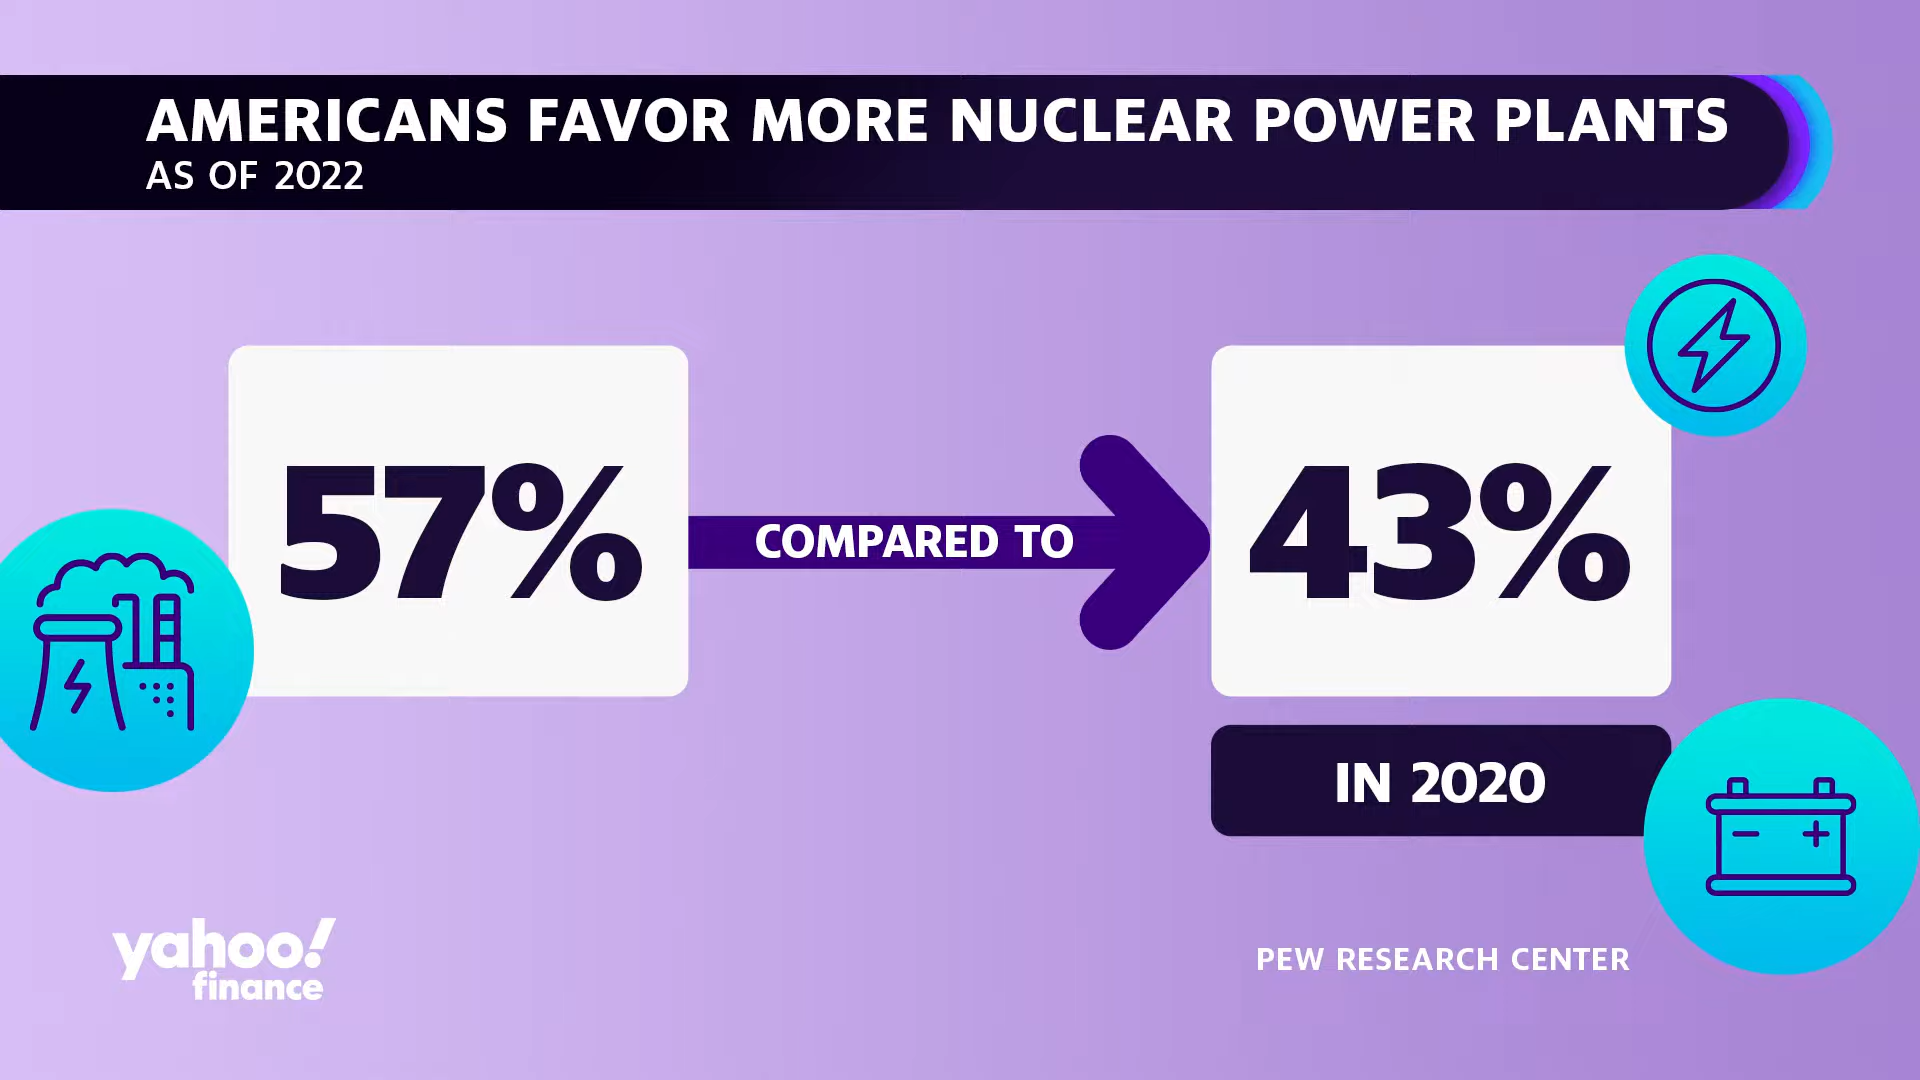 AMERICANS FAVOR MORE NUCLEAR POWER PLANTS
AS OF 2022
57%
COMPARED TO
43%
IN 2020
yahoo!
finance
PEW RESEARCH CENTER